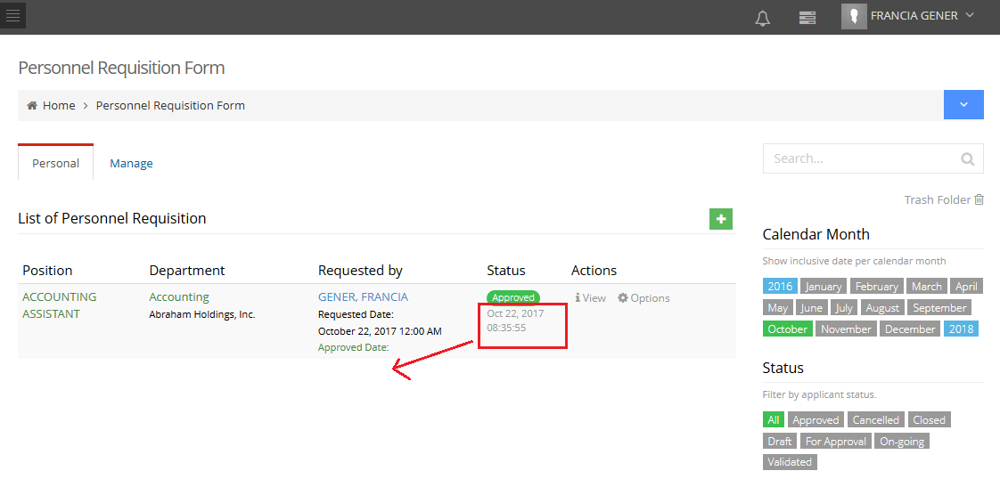 FRANCIA GENER
Personnel Requisition Form
Home > Personnel Requisition Form
Personal Manage
Search...
Trash Folder
List of Personnel Requisition
Position Department Requested by Status Actions
ACCOUNTING
ASSISTANT
Accounting
Abraham Holdings, Inc.
GENER, FRANCIA
Requested Date:
October 22, 2017 12:00 AM
Approved Date:
Approved
Oct 22, 2017
08:35:55
View Options
Calendar Month
Show inclusive date per calendar month
2016 January February March April
May June July August September
October November December 2018
Status
Filter by applicant status.
All Approved Cancelled Closed
Draft For Approval On-going
Validated